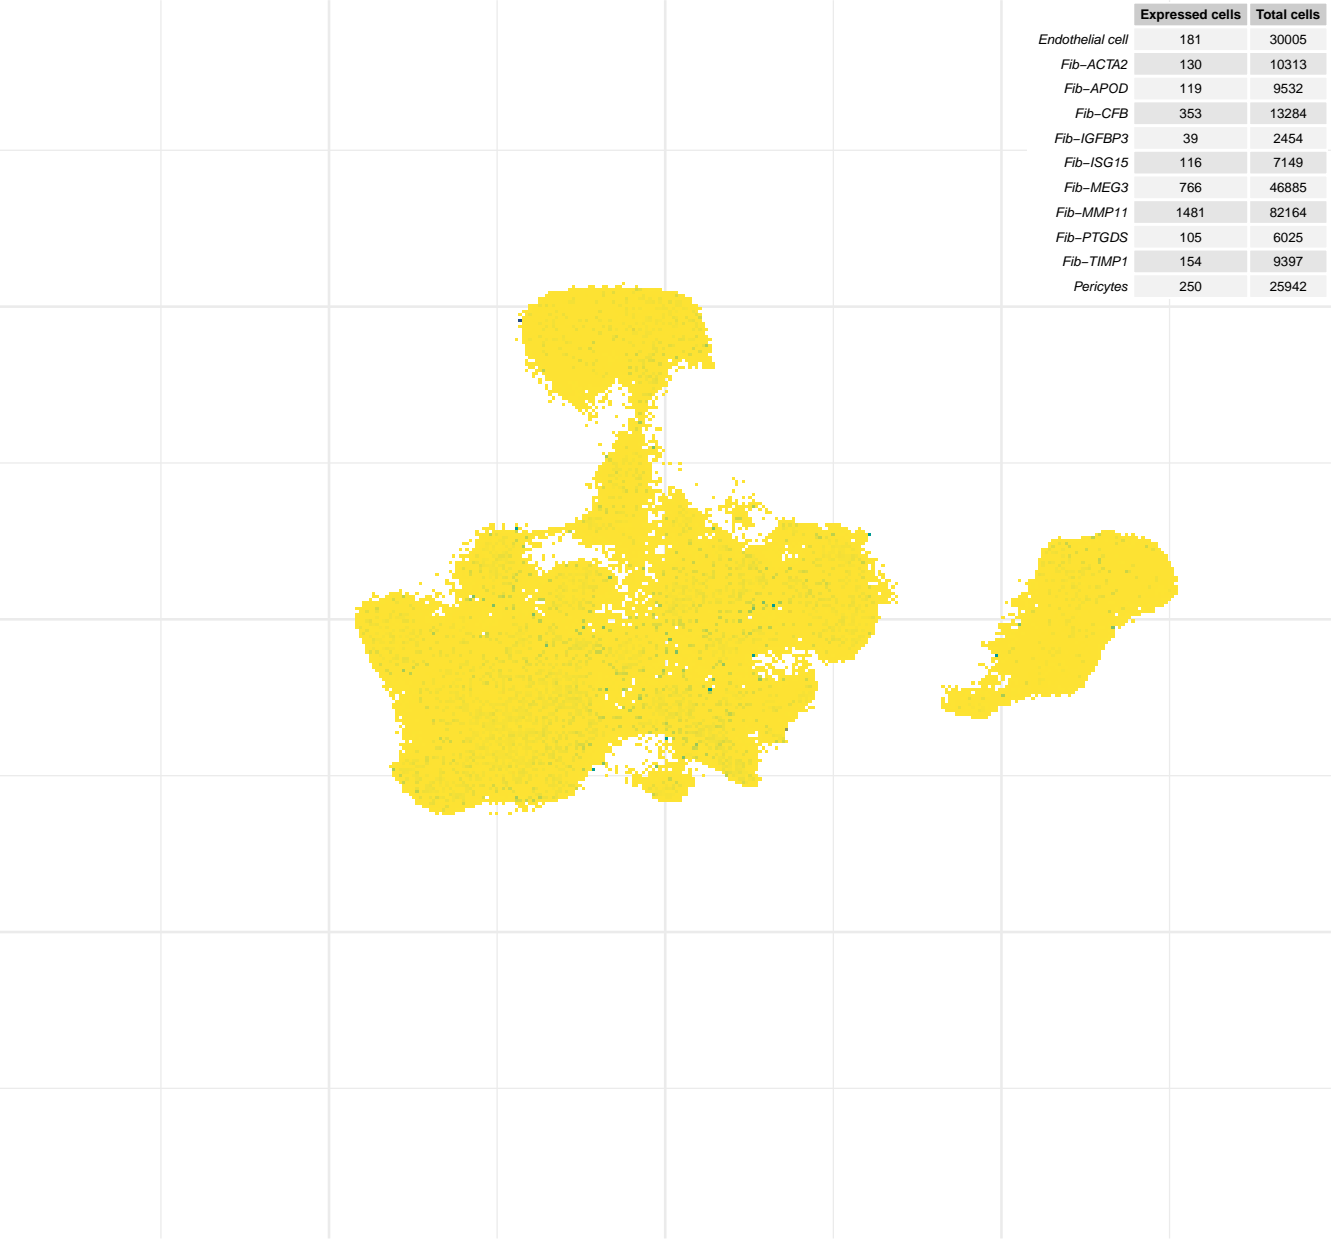 Expressed cells Total cells
Endothelial cell 181 30005
Fib−ACTA2 130 10313
Fib−APOD 119 9532
Fib−CFB 353 13284
Fib−IGFBP3 39 2454
Fib−ISG15 116 7149
Fib−MEG3 766 46885
Fib−MMP11 1481 82164
Fib−PTGDS 105 6025
Fib−TIMP1 154 9397
Pericytes 250 25942